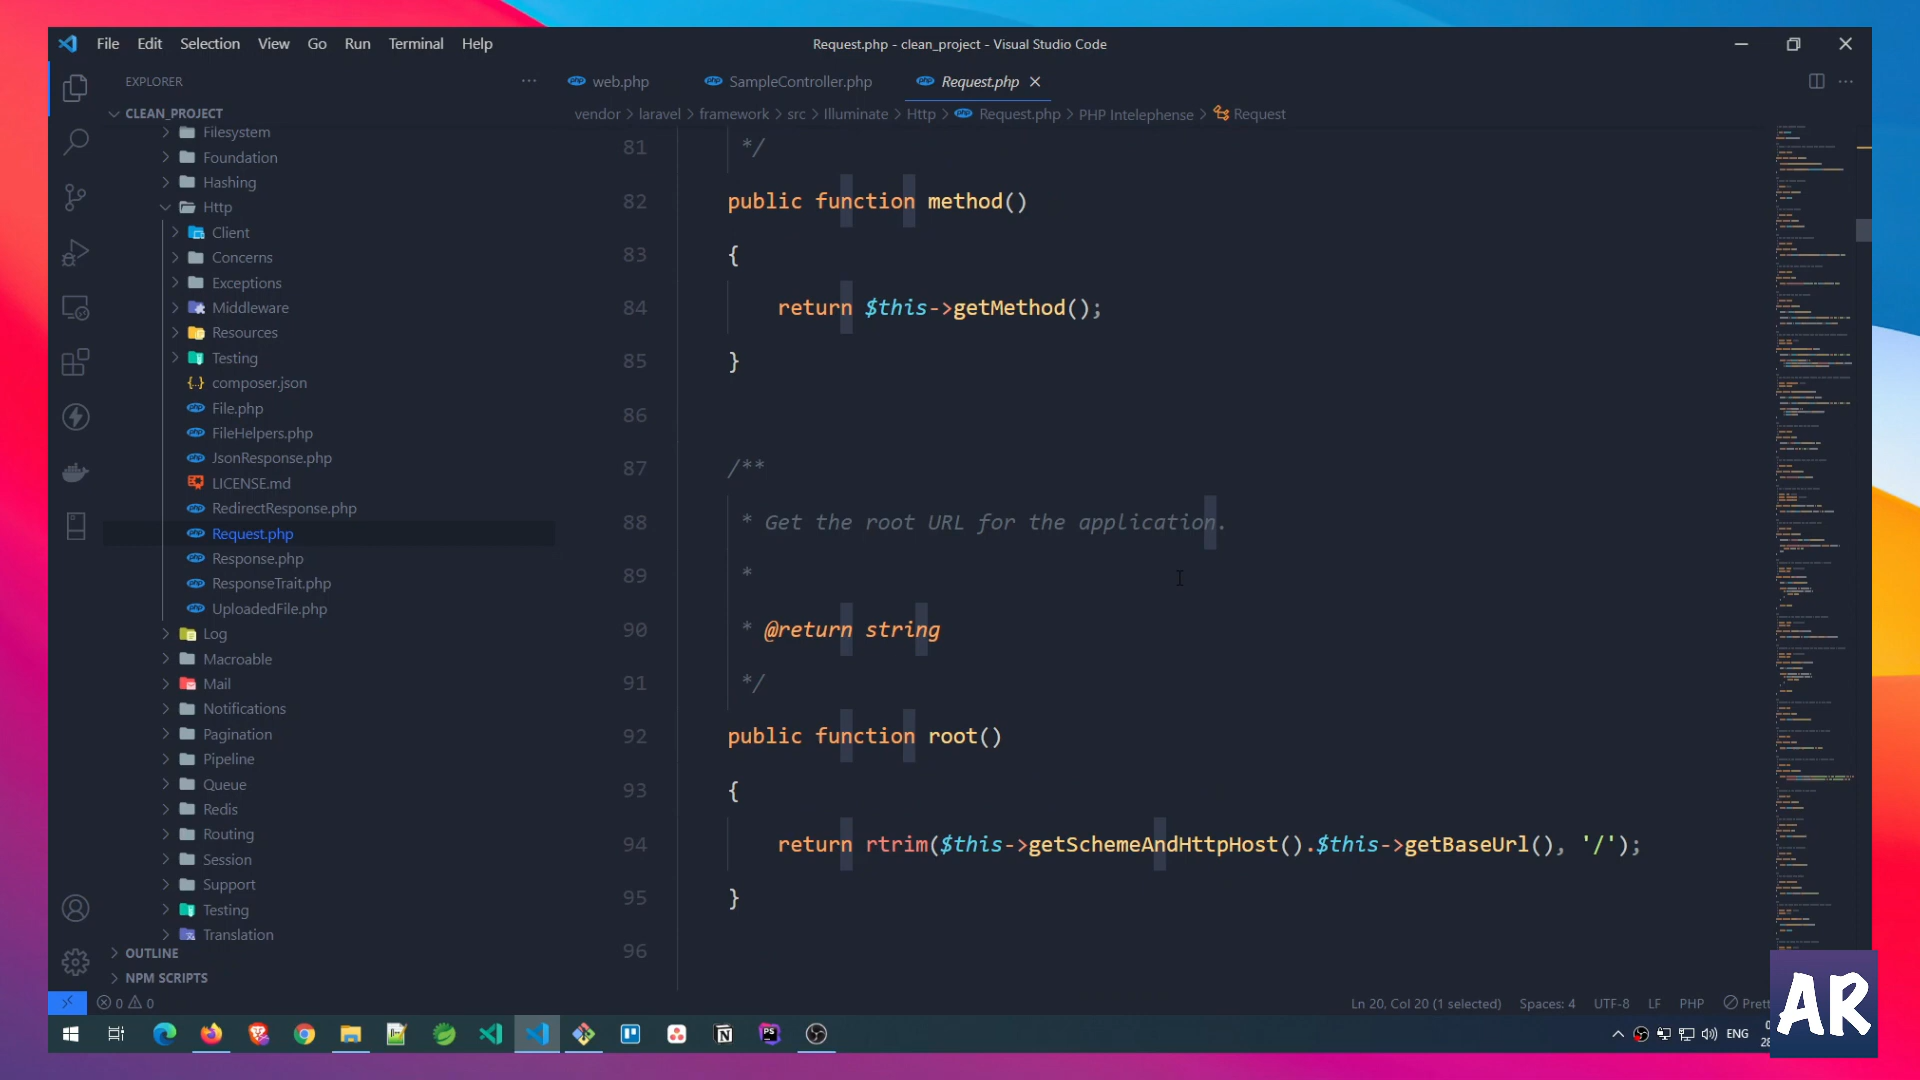 File Edit Selection View Go Run Terminal Help
Request.php - clean_project - Visual Studio Code
EXPLORER
web.php
SampleController.php
Request.php
CLEAN_PROJECT
vendor > laravel > framework > src > Illuminate > Http > Request.php > PHP Intelephense > Request
Filesystem
Foundation
Hashing
Http
Client
Concerns
Exceptions
Middleware
Resources
Testing
composer.json
File.php
FileHelpers.php
JsonResponse.php
LICENSE.md
RedirectResponse.php
Request.php
Response.php
ResponseTrait.php
UploadedFile.php
Log
Macroable
Mail
Notifications
Pagination
Pipeline
Queue
Redis
Routing
Session
Support
Testing
Translation
OUTLINE
NPM SCRIPTS
81 */
82 public function method()
83 {
84 return $this->getMethod();
85 }
86
87 /**
88 * Get the root URL for the application.
89 *
90 * @return string
91 */
92 public function root()
93 {
94 return rtrim($this->getSchemeAndHttpHost().$this->getBaseUrl(), '/');
95 }
96
0 0
Ln 20, Col 20 (1 selected) Spaces: 4 UTF-8 LF PHP
ENG
AR